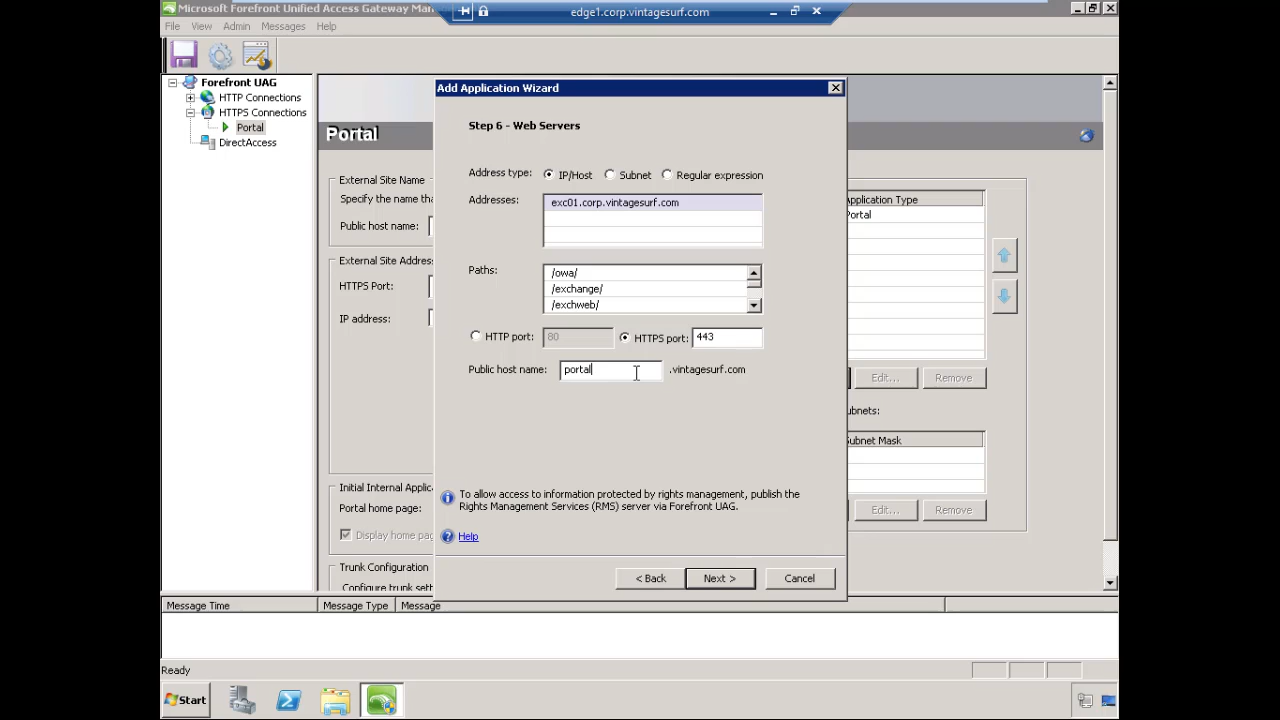 Microsoft Forefront Unified Access Gateway Man
edge1.corp.vintagesurf.com
File View Admin Messages Help
Forefront UAG
HTTP Connections
HTTPS Connections
Portal
DirectAccess
Portal
External Site Name
Specify the name tha
Public host name:
External Site Addres
HTTPS Port:
IP address:
Initial Internal Applica
Portal home page:
Display home pag
Trunk Configuration
Configure trunk sett
Add Application Wizard
Step 6 - Web Servers
Address type: IP/Host Subnet Regular expression
Addresses: exc01.corp.vintagesurf.com
Paths: /owa/
/exchange/
/exchweb/
HTTP port: 80 HTTPS port: 443
Public host name: portal .vintagesurf.com
To allow access to information protected by rights management, publish the
Rights Management Services (RMS) server via Forefront UAG.
Help
< Back Next > Cancel
Application Type
Portal
Edit... Remove
ubnets:
Subnet Mask
Edit... Remove
Message Time Message Type Message
Ready
Start